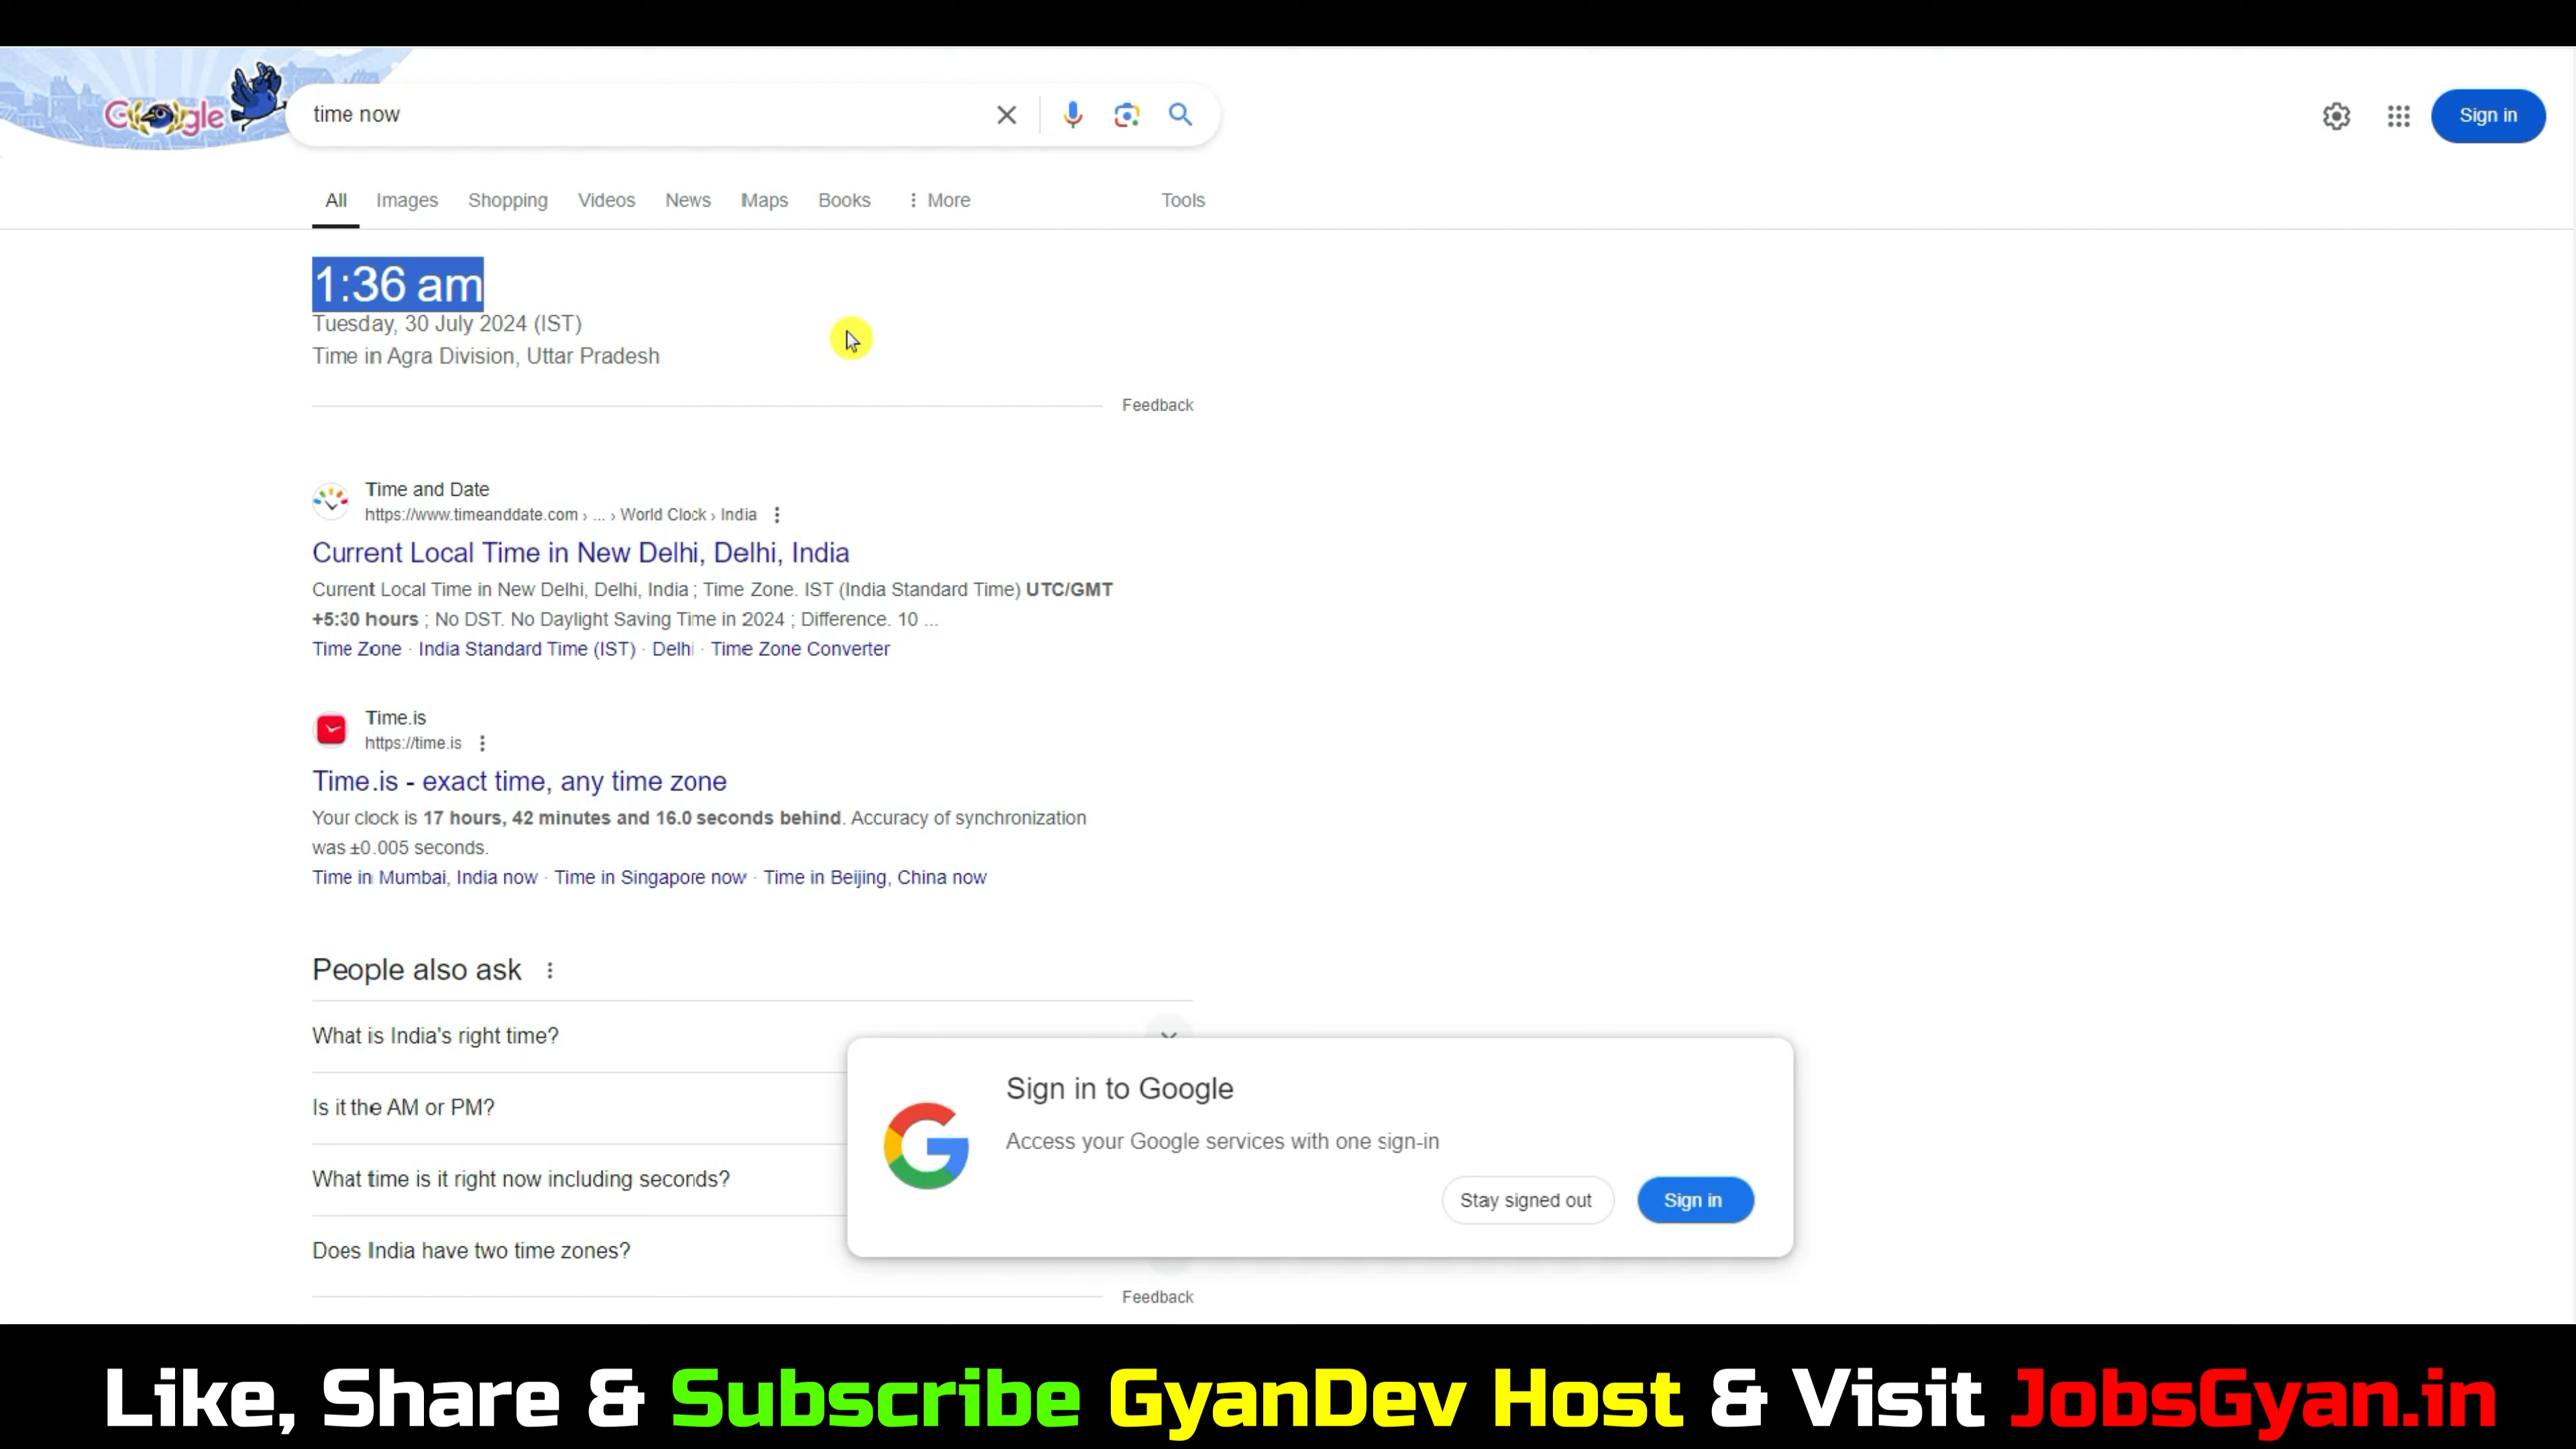 Google
time now
Sign in
All Images Shopping Videos News Maps Books More Tools
1:36 am
Tuesday, 30 July 2024 (IST)
Time in Agra Division, Uttar Pradesh
Feedback
Time and Date
https://www.timeanddate.com › ... › World Clock › India
Current Local Time in New Delhi, Delhi, India
Current Local Time in New Delhi, Delhi, India ; Time Zone. IST (India Standard Time) UTC/GMT
+5:30 hours ; No DST. No Daylight Saving Time in 2024 ; Difference. 10 ...
Time Zone · India Standard Time (IST) · Delhi · Time Zone Converter
Time.is
https://time.is
Time.is - exact time, any time zone
Your clock is 17 hours, 42 minutes and 16.0 seconds behind. Accuracy of synchronization
was ±0.005 seconds.
Time in Mumbai, India now · Time in Singapore now · Time in Beijing, China now
People also ask
What is India's right time?
Is it the AM or PM?
What time is it right now including seconds?
Does India have two time zones?
Sign in to Google
Access your Google services with one sign-in
Stay signed out
Sign in
Feedback
Like, Share & Subscribe GyanDev Host & Visit JobsGyan.in